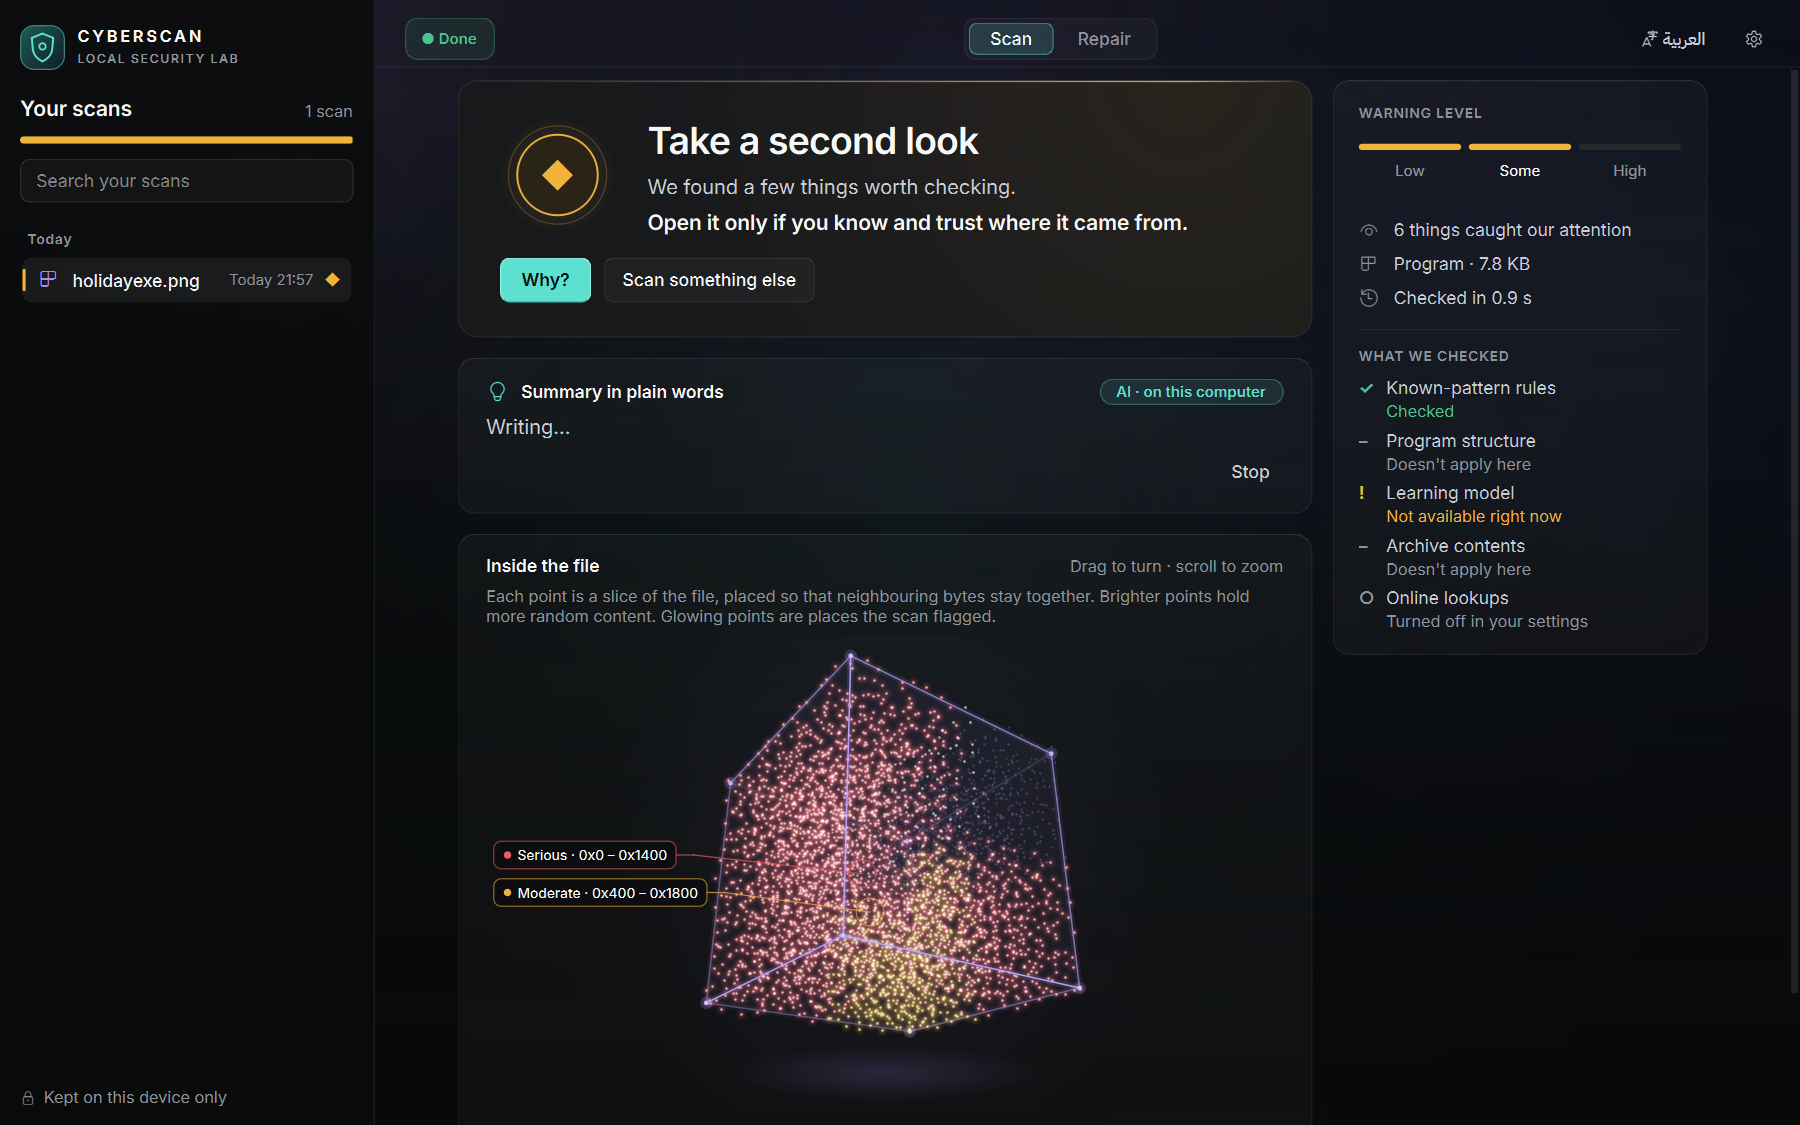 CYBERSCAN
LOCAL SECURITY LAB
Your scans
1 scan
Search your scans
Today
holidayexe.png
Today 21:57
Kept on this device only
Done
Scan
Repair
العربية
Take a second look
We found a few things worth checking.
Open it only if you know and trust where it came from.
Why?
Scan something else
Summary in plain words
AI · on this computer
Writing...
Stop
Inside the file
Drag to turn · scroll to zoom
Each point is a slice of the file, placed so that neighbouring bytes stay together. Brighter points hold
more random content. Glowing points are places the scan flagged.
Serious · 0x0 – 0x1400
Moderate · 0x400 – 0x1800
WARNING LEVEL
Low
Some
High
6 things caught our attention
Program · 7.8 KB
Checked in 0.9 s
WHAT WE CHECKED
Known-pattern rules
Checked
Program structure
Doesn't apply here
Learning model
Not available right now
Archive contents
Doesn't apply here
Online lookups
Turned off in your settings